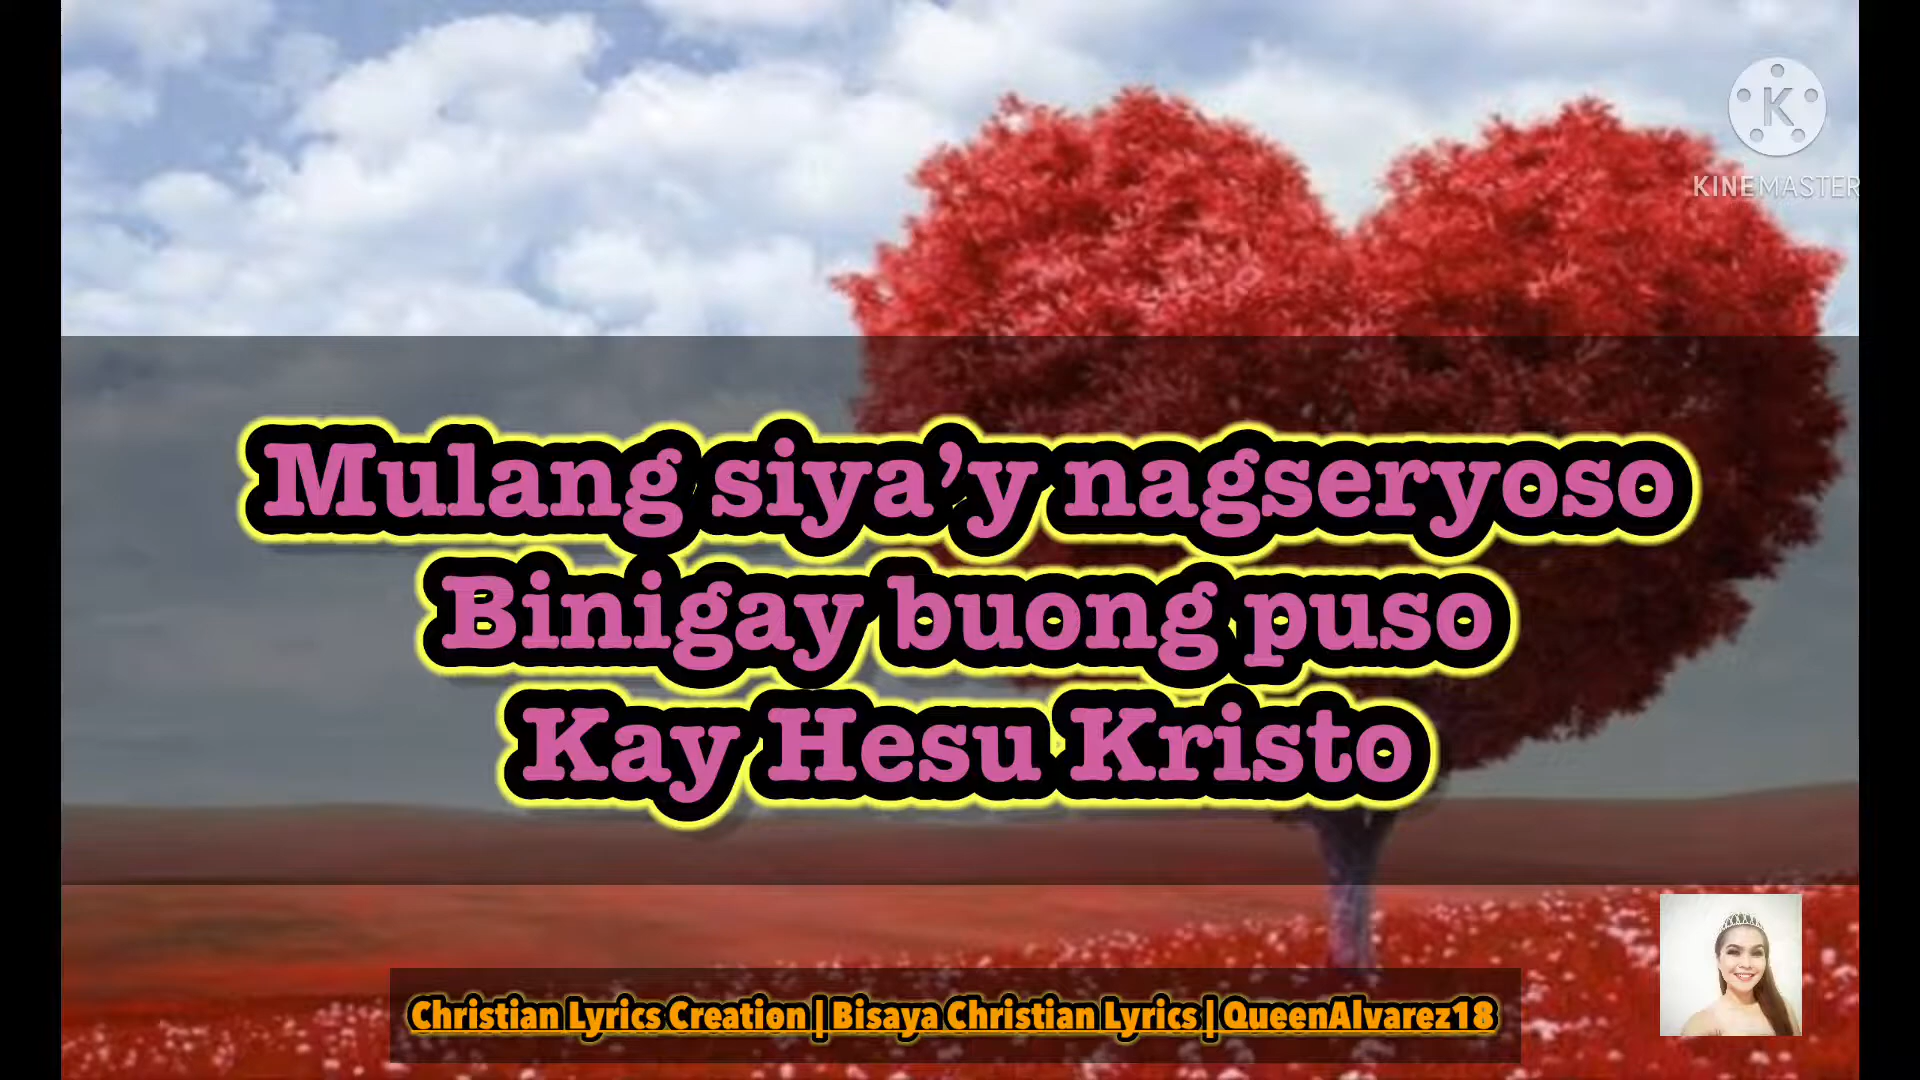 K
KINEMASTER
Mulang siya’y nagseryoso
Binigay buong puso
Kay Hesu Kristo
Christian Lyrics Creation | Bisaya Christian Lyrics | QueenAlvarez18